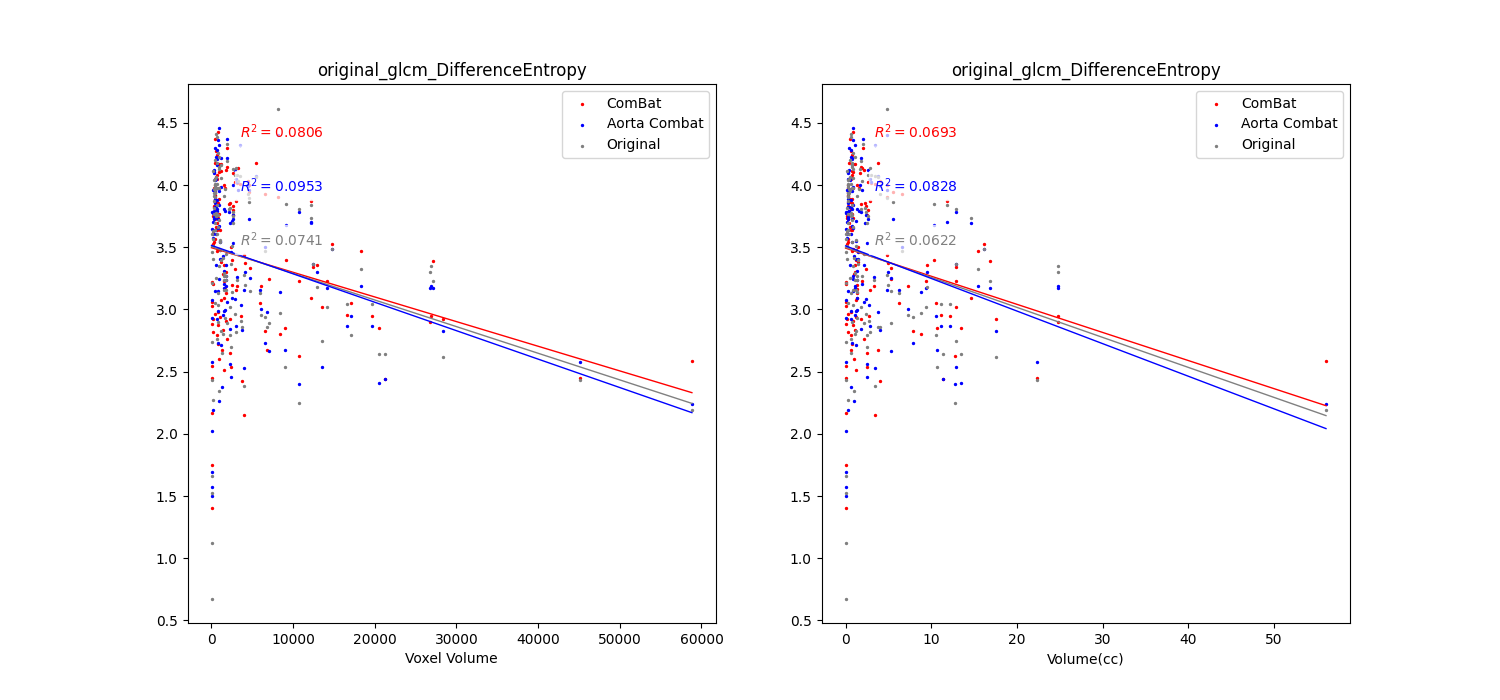 original_glcm_DifferenceEntropy
ComBat
Aorta Combat
Original
R² = 0.0806
R² = 0.0953
R² = 0.0741
4.5
4.0
3.5
3.0
2.5
2.0
1.5
1.0
0.5
0 10000 20000 30000 40000 50000 60000
Voxel Volume
original_glcm_DifferenceEntropy
ComBat
Aorta Combat
Original
R² = 0.0693
R² = 0.0828
R² = 0.0622
4.5
4.0
3.5
3.0
2.5
2.0
1.5
1.0
0.5
0 10 20 30 40 50
Volume(cc)